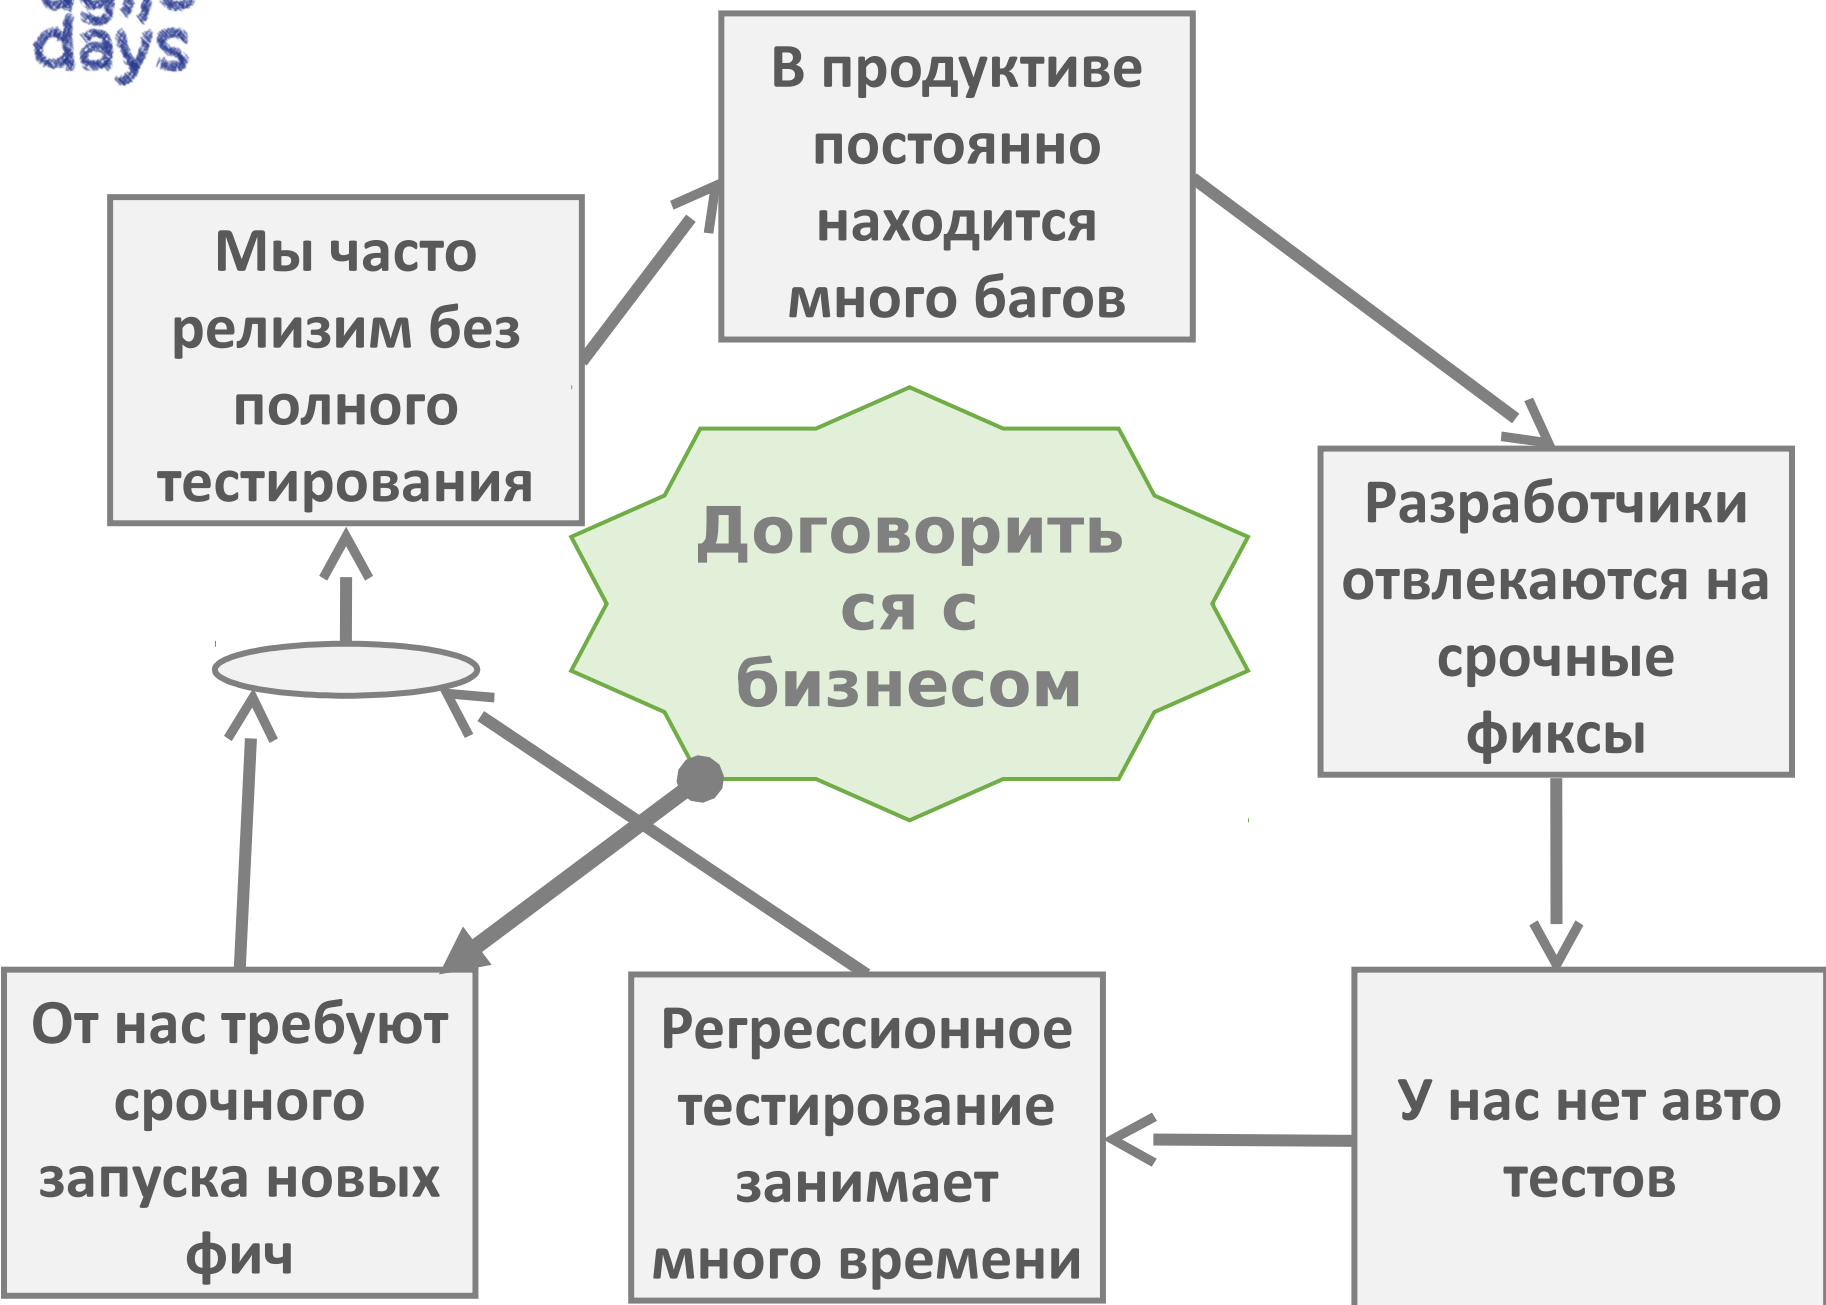 days
В продуктиве
постоянно
находится
много багов
Мы часто
релизим без
полного
тестирования
Договорить
ся с
бизнесом
Разработчики
отвлекаются на
срочные
фиксы
От нас требуют
срочного
запуска новых
фич
Регрессионное
тестирование
занимает
много времени
У нас нет авто
тестов